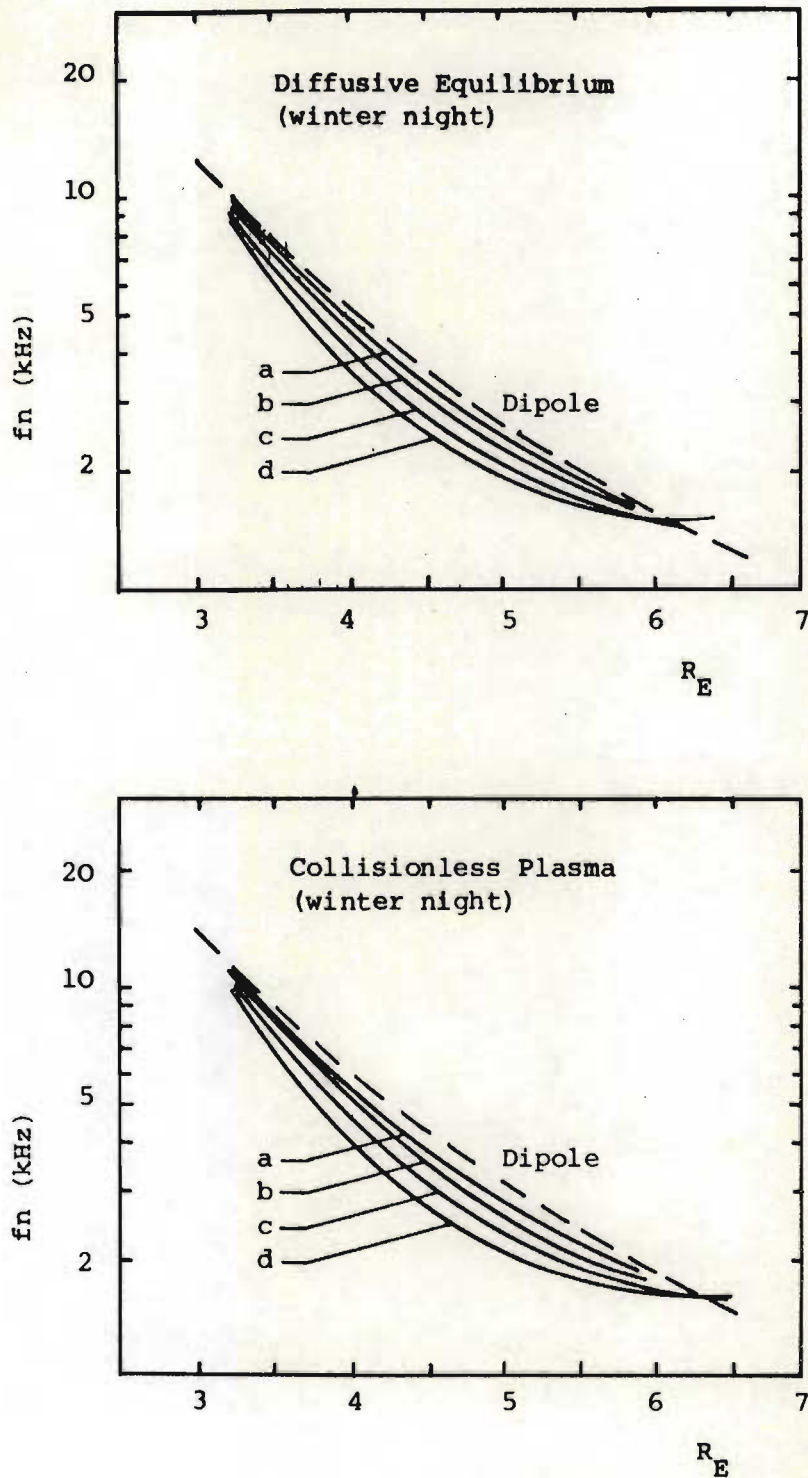 20
10
5
2
fn (kHz)
Diffusive Equilibrium
(winter night)
a
b
c
d
Dipole
3 4 5 6 7
R_E
20
10
5
2
fn (kHz)
Collisionless Plasma
(winter night)
a
b
c
d
Dipole
3 4 5 6 7
R_E